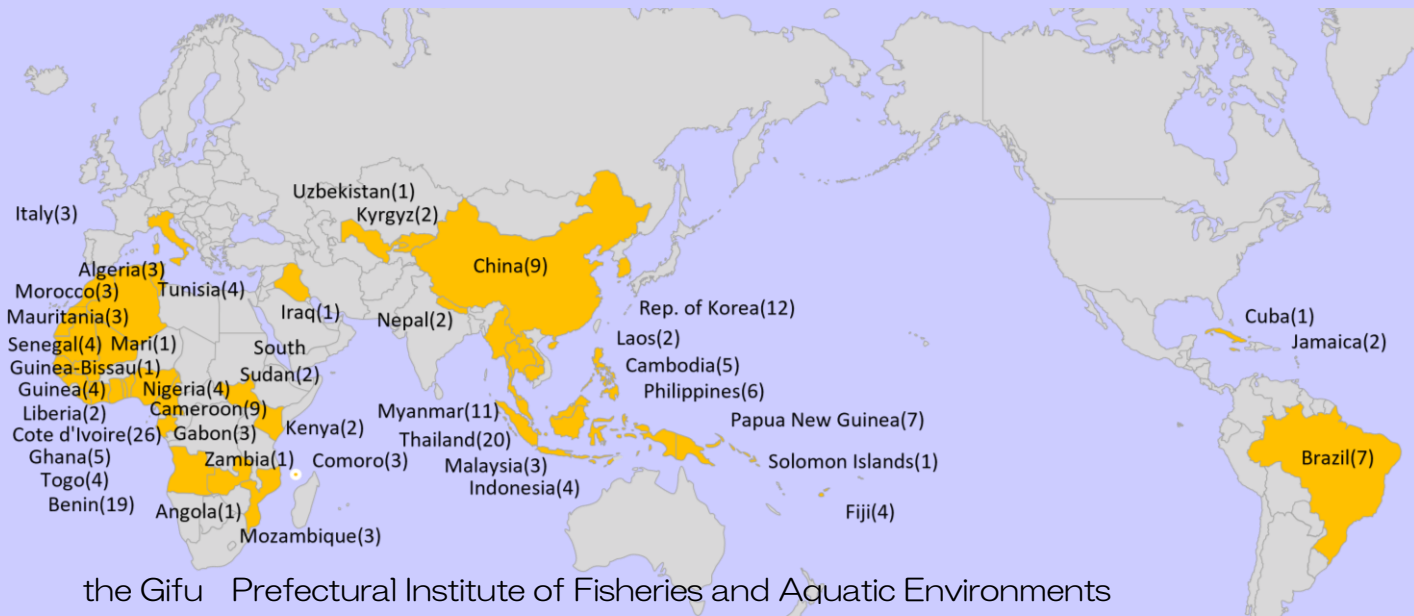 Uzbekistan(1)
Kyrgyz(2)
Italy(3)
China(9)
Algeria(3)
Morocco(3)
Tunisia(4)
Mauritania(3)
Iraq(1)
Nepal(2)
Rep. of Korea(12)
Cuba(1)
Jamaica(2)
Senegal(4)
Mari(1)
South
Sudan(2)
Laos(2)
Guinea-Bissau(1)
Cambodia(5)
Guinea(4)
Nigeria(4)
Philippines(6)
Liberia(2)
Cameroon(9)
Myanmar(11)
Papua New Guinea(7)
Cote d'Ivoire(26)
Gabon(3)
Kenya(2)
Thailand(20)
Ghana(5)
Zambia(1)
Comoro(3)
Malaysia(3)
Solomon Islands(1)
Brazil(7)
Togo(4)
Indonesia(4)
Benin(19)
Angola(1)
Fiji(4)
Mozambique(3)
the Gifu Prefectural Institute of Fisheries and Aquatic Environments